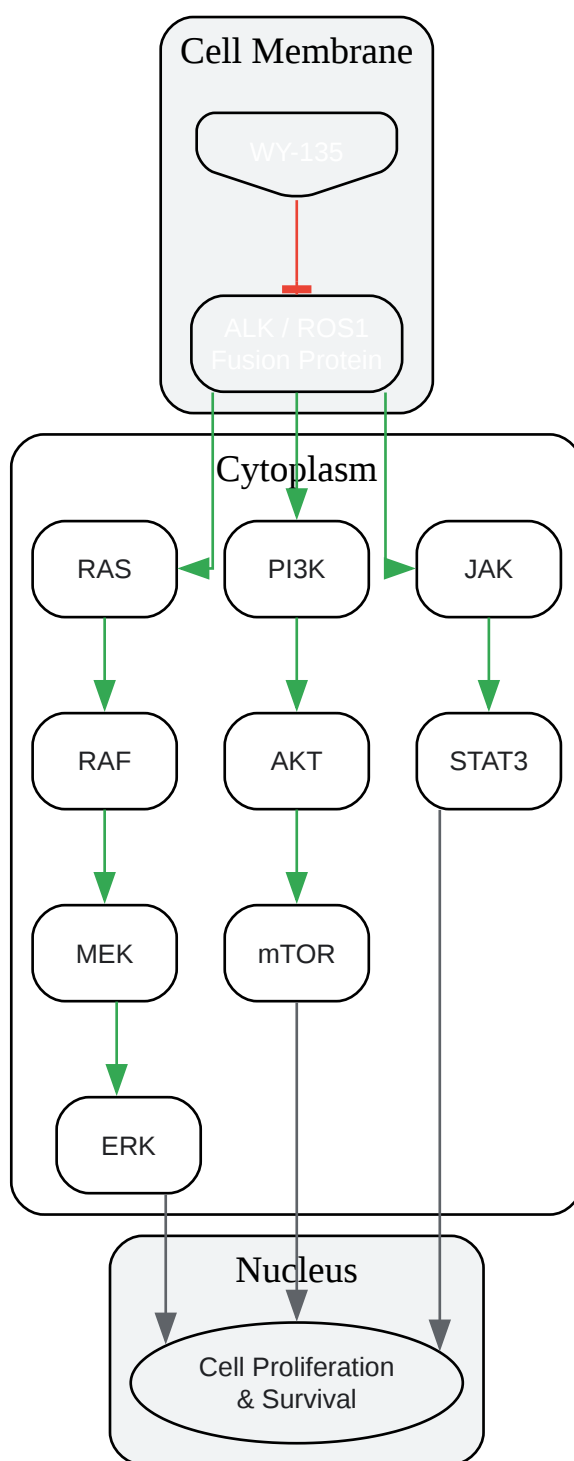 Cell Membrane
WY-135
ALK / ROS1
Fusion Protein
Cytoplasm
RAS
PI3K
JAK
RAF
AKT
STAT3
MEK
mTOR
ERK
Nucleus
Cell Proliferation
& Survival